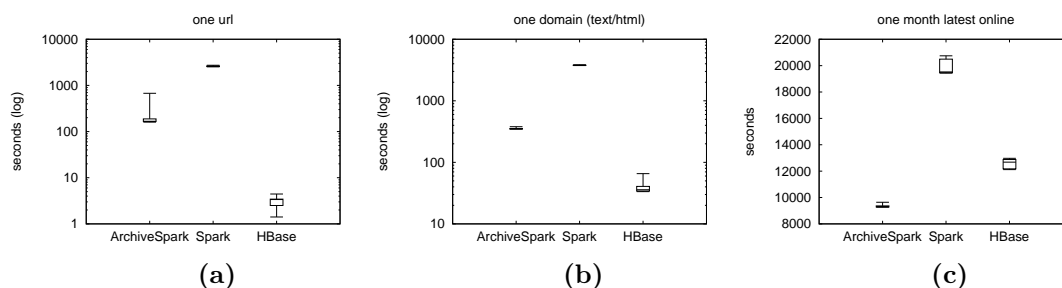 one url
10000
1000
100
10
1
seconds (log)
ArchiveSpark Spark HBase
(a)
one domain (text/html)
10000
1000
100
10
seconds (log)
ArchiveSpark Spark HBase
(b)
one month latest online
22000
20000
18000
16000
14000
12000
10000
8000
seconds
ArchiveSpark Spark HBase
(c)